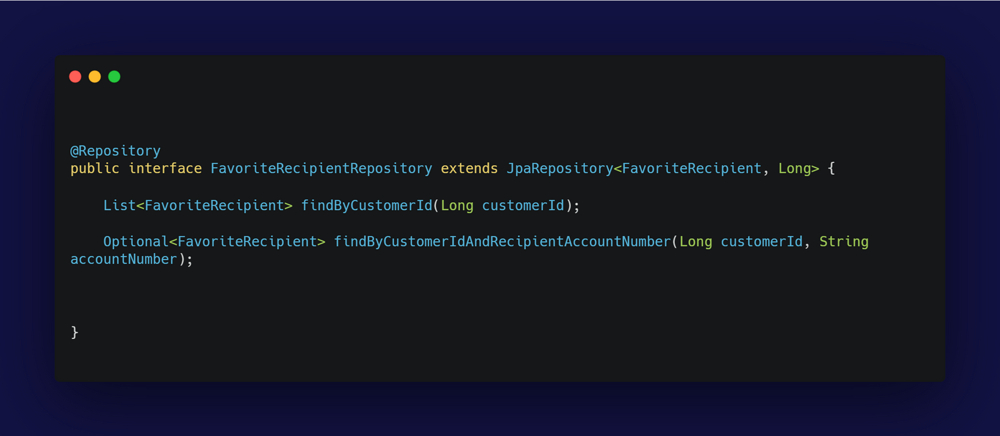 @Repository
public interface FavoriteRecipientRepository extends JpaRepository<FavoriteRecipient, Long> {
    List<FavoriteRecipient> findByCustomerId(Long customerId);
    Optional<FavoriteRecipient> findByCustomerIdAndRecipientAccountNumber(Long customerId, String
accountNumber);
}